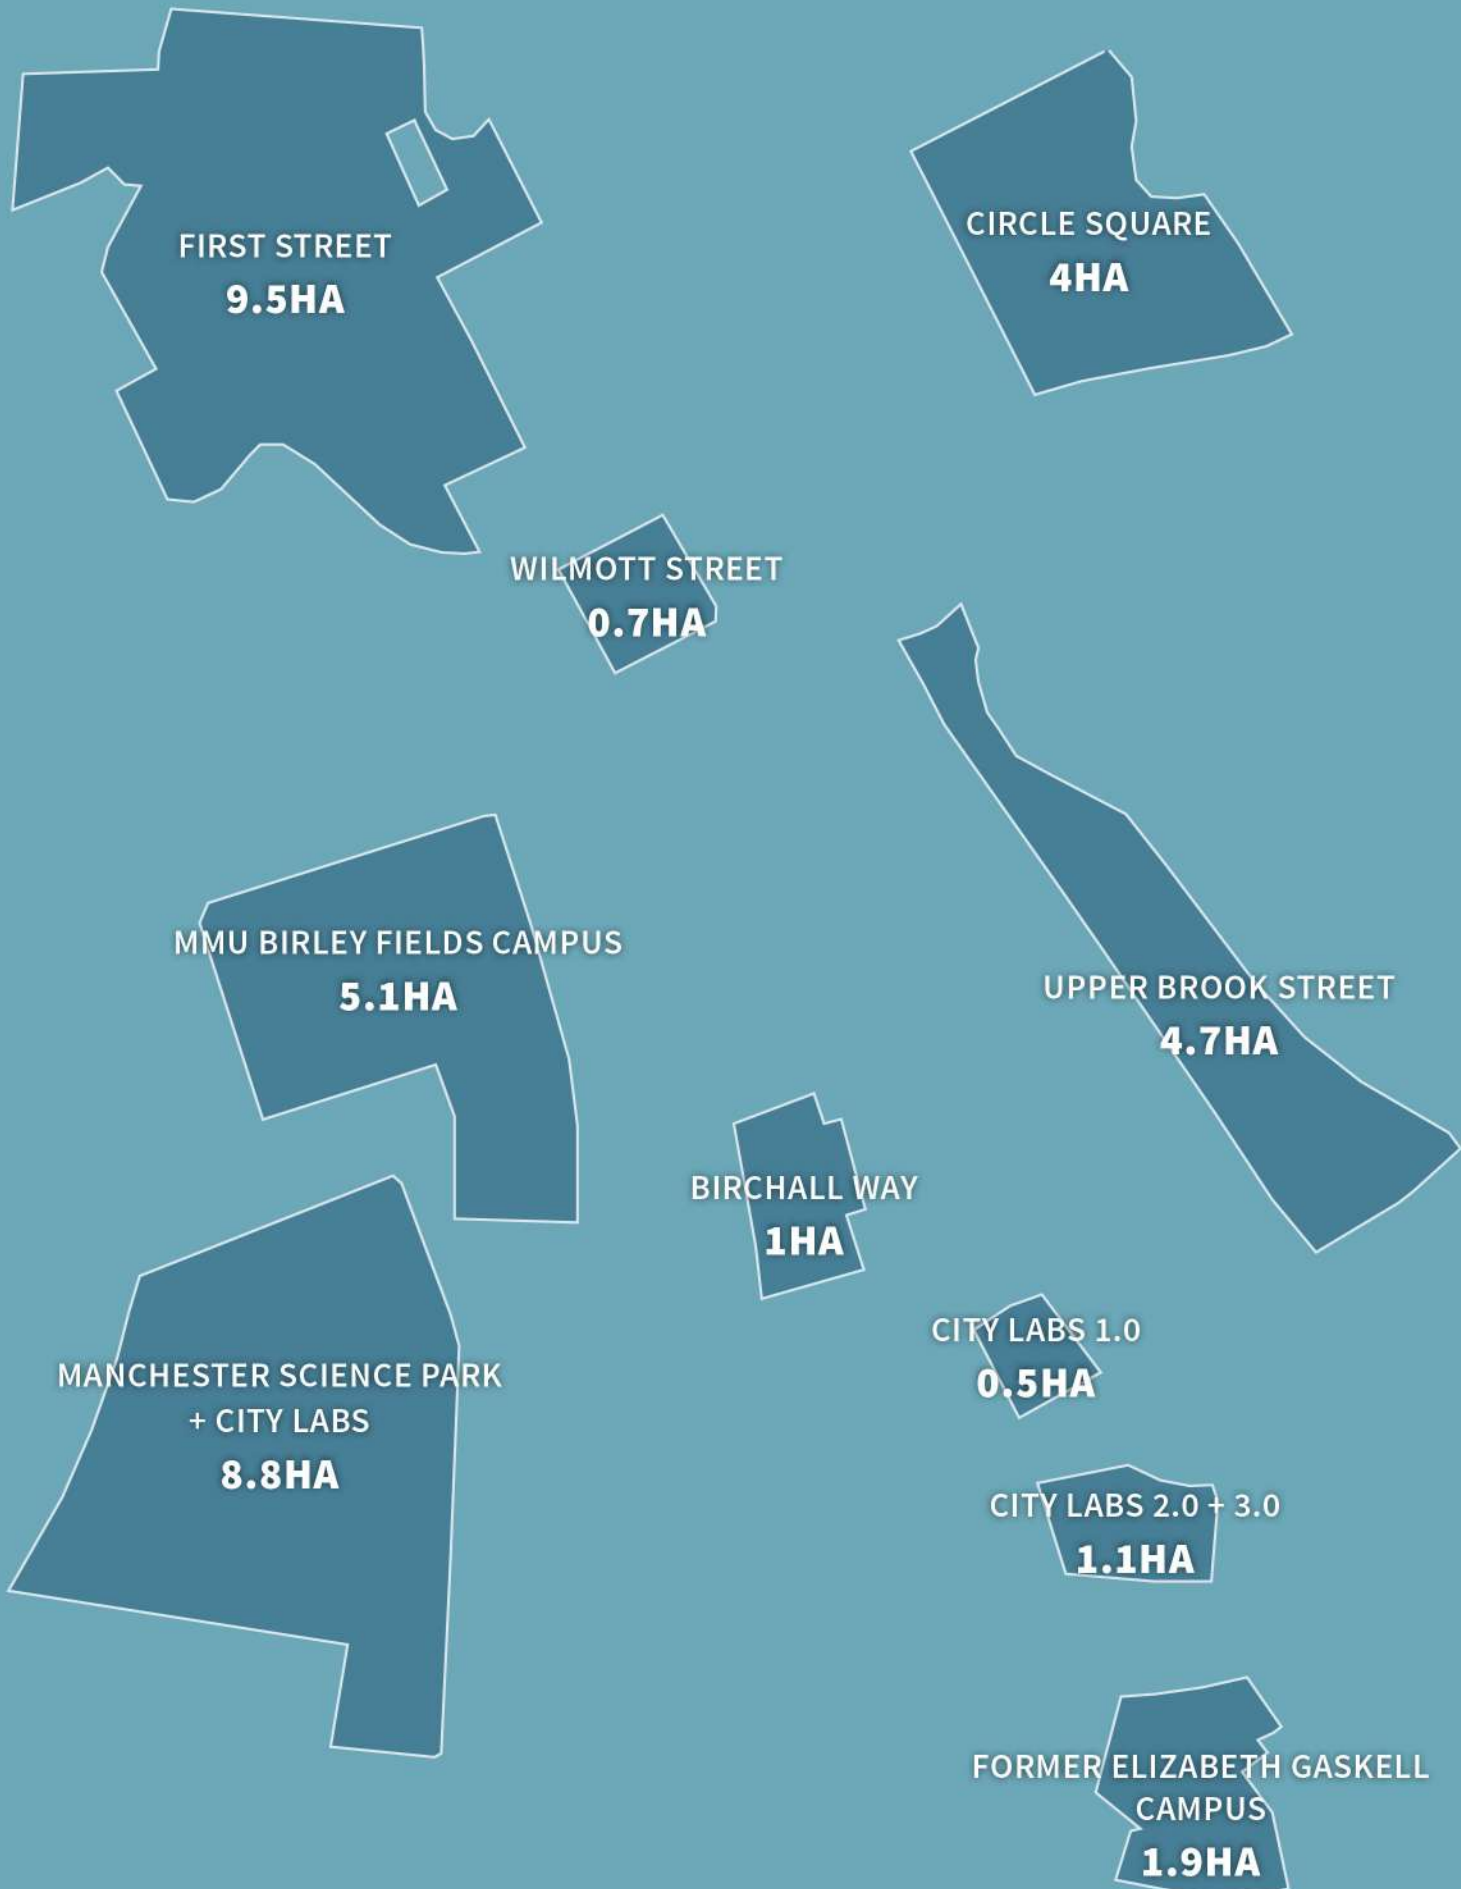 FIRST STREET
9.5HA
CIRCLE SQUARE
4HA
WILMOTT STREET
0.7HA
MMU BIRLEY FIELDS CAMPUS
5.1HA
UPPER BROOK STREET
4.7HA
BIRCHALL WAY
1HA
CITY LABS 1.0
0.5HA
MANCHESTER SCIENCE PARK
+ CITY LABS
8.8HA
CITY LABS 2.0 + 3.0
1.1HA
FORMER ELIZABETH GASKELL
CAMPUS
1.9HA